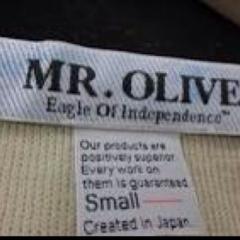 MR. OLIVE
Eagle Of Independence™
Our products are
positively superior.
Every work on
them is guaranteed
Small
Created in Japan